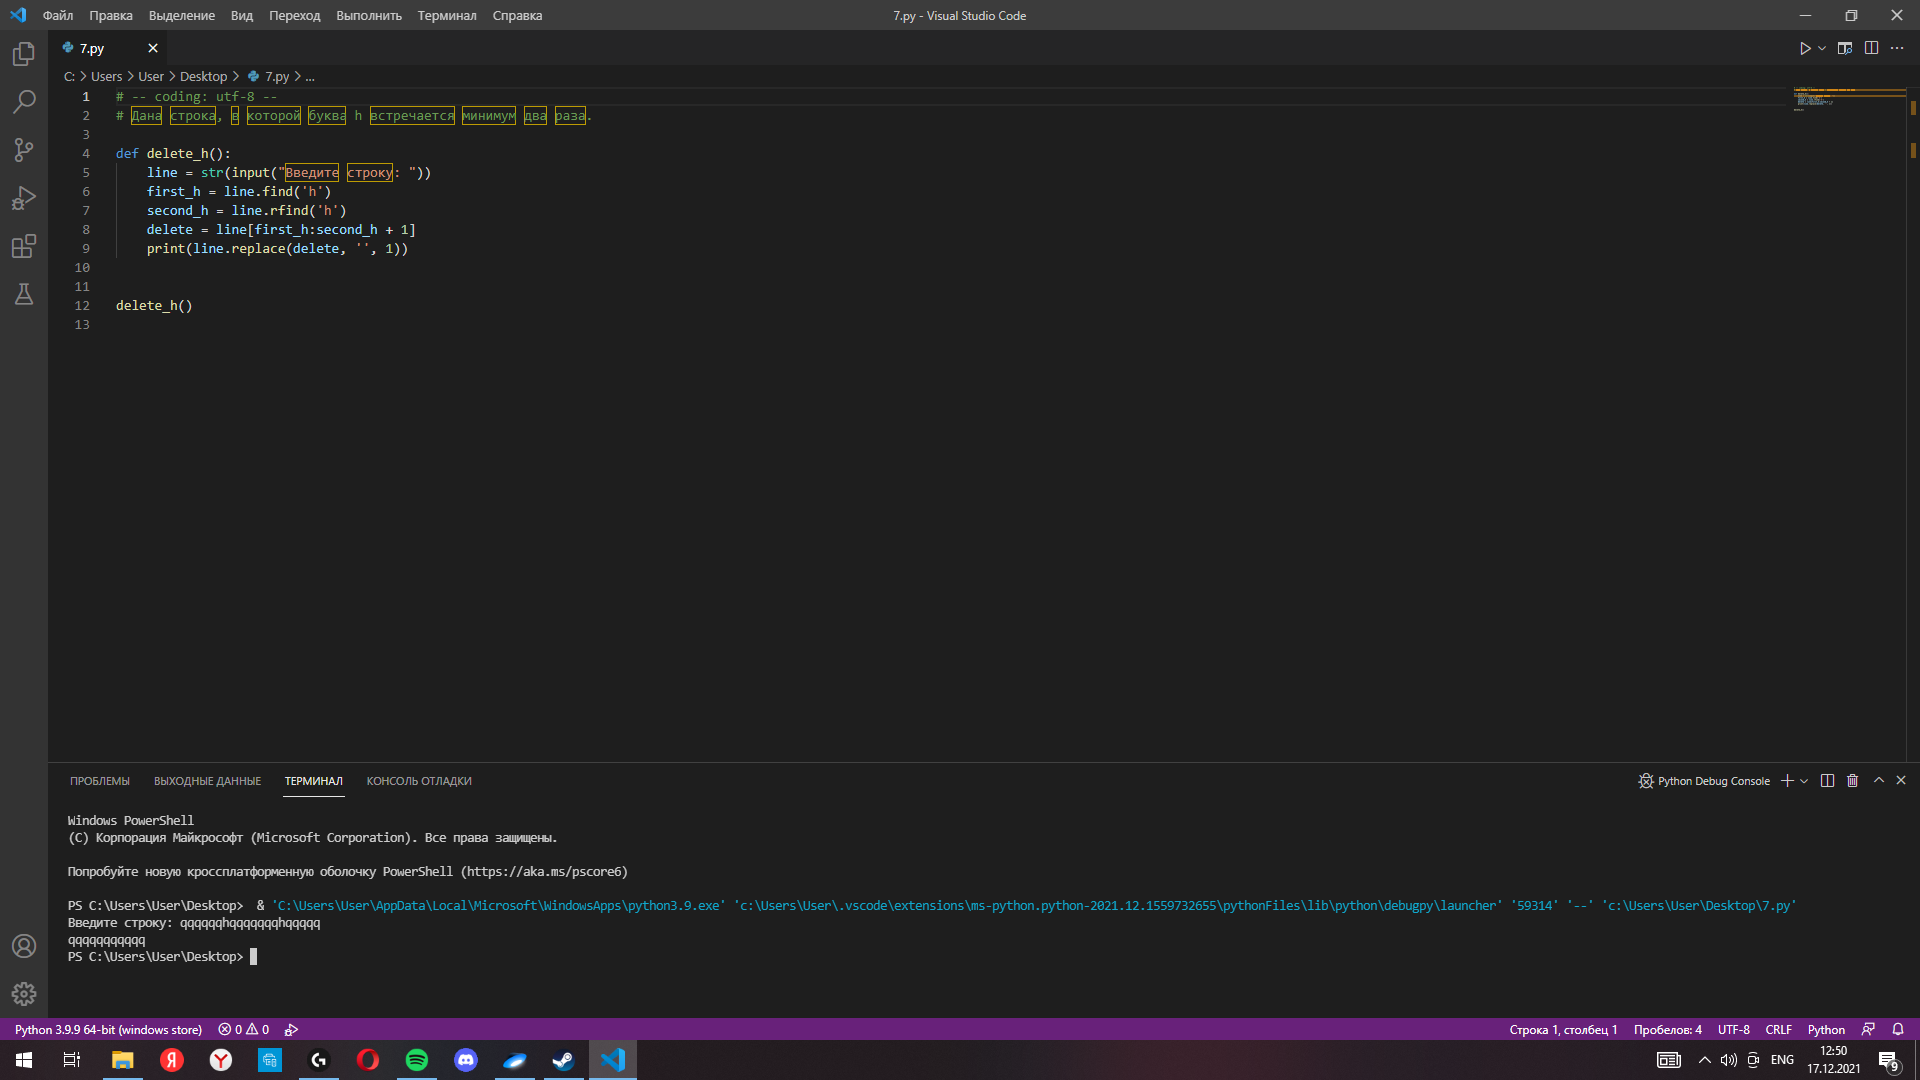 Файл Правка Выделение Вид Переход Выполнить Терминал Справка
7.py - Visual Studio Code
7.py
C: > Users > User > Desktop > 7.py > ...
1 # -- coding: utf-8 --
2 # Дана строка, в которой буква h встречается минимум два раза.
3
4 def delete_h():
5     line = str(input("Введите строку: "))
6     first_h = line.find('h')
7     second_h = line.rfind('h')
8     delete = line[first_h:second_h + 1]
9     print(line.replace(delete, '', 1))
10
11
12 delete_h()
13
ПРОБЛЕМЫ ВЫХОДНЫЕ ДАННЫЕ ТЕРМИНАЛ КОНСОЛЬ ОТЛАДКИ
Python Debug Console
Windows PowerShell
(C) Корпорация Майкрософт (Microsoft Corporation). Все права защищены.
Попробуйте новую кроссплатформенную оболочку PowerShell (https://aka.ms/pscore6)
PS C:\Users\User\Desktop>  & 'C:\Users\User\AppData\Local\Microsoft\WindowsApps\python3.9.exe' 'c:\Users\User\.vscode\extensions\ms-python.python-2021.12.1559732655\pythonFiles\lib\python\debugpy\launcher' '59314' '--' 'c:\Users\User\Desktop\7.py'
Введите строку: qqqqqqhqqqqqqqhqqqqq
qqqqqqqqqqq
PS C:\Users\User\Desktop>
Python 3.9.9 64-bit (windows store) 0 0
Строка 1, столбец 1 Пробелов: 4 UTF-8 CRLF Python
ENG
12:50
17.12.2021
9